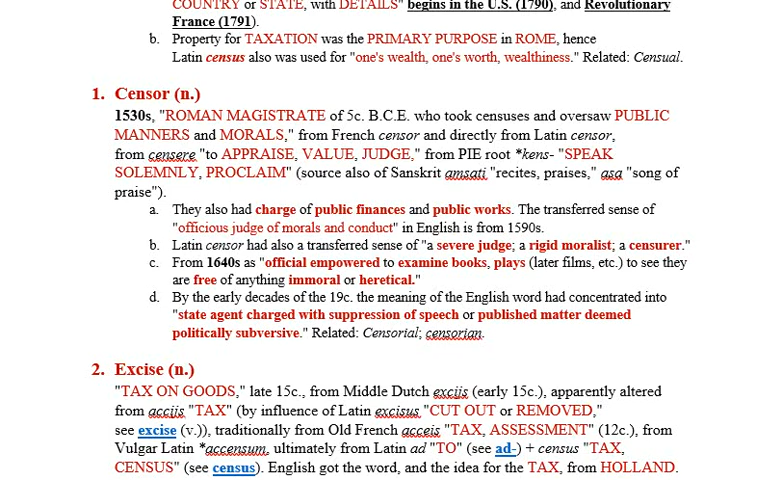 COUNTRY or STATE, with DETAILS" begins in the U.S. (1790), and Revolutionary
France (1791).
b. Property for TAXATION was the PRIMARY PURPOSE in ROME, hence
Latin census also was used for "one's wealth, one's worth, wealthiness." Related: Censual.
1. Censor (n.)
1530s, "ROMAN MAGISTRATE of 5c. B.C.E. who took censuses and oversaw PUBLIC
MANNERS and MORALS," from French censor and directly from Latin censor,
from censere "to APPRAISE, VALUE, JUDGE," from PIE root *kens- "SPEAK
SOLEMNLY, PROCLAIM" (source also of Sanskrit amsati "recites, praises," asa "song of
praise").
a. They also had charge of public finances and public works. The transferred sense of
"officious judge of morals and conduct" in English is from 1590s.
b. Latin censor had also a transferred sense of "a severe judge; a rigid moralist; a censurer."
c. From 1640s as "official empowered to examine books, plays (later films, etc.) to see they
are free of anything immoral or heretical."
d. By the early decades of the 19c. the meaning of the English word had concentrated into
"state agent charged with suppression of speech or published matter deemed
politically subversive." Related: Censorial; censorian.
2. Excise (n.)
"TAX ON GOODS," late 15c., from Middle Dutch excijs (early 15c.), apparently altered
from accijs "TAX" (by influence of Latin excisus "CUT OUT or REMOVED,"
see excise (v.)), traditionally from Old French acceis "TAX, ASSESSMENT" (12c.), from
Vulgar Latin *accensum, ultimately from Latin ad "TO" (see ad-) + census "TAX,
CENSUS" (see census). English got the word, and the idea for the TAX, from HOLLAND.